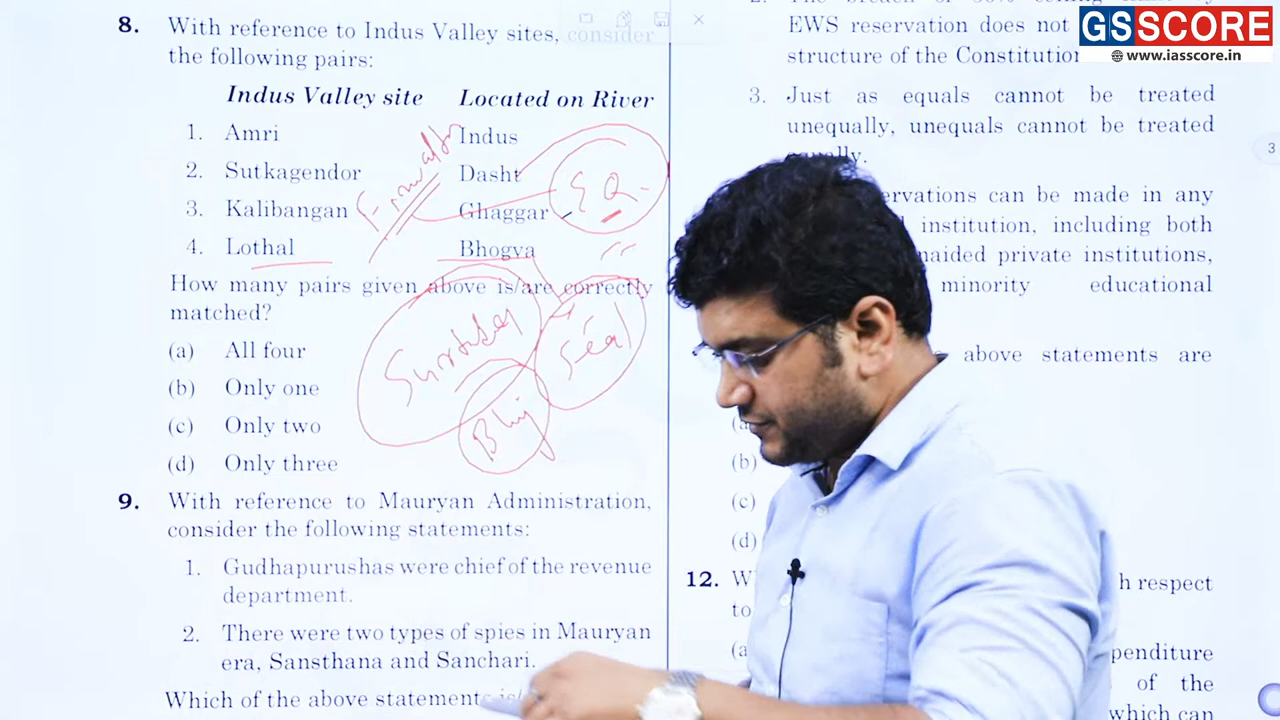 8. With reference to Indus Valley sites, consider
the following pairs:
Indus Valley site Located on River
1. Amri Indus
2. Sutkagendor Dasht
3. Kalibangan Ghaggar
4. Lothal Bhogva
How many pairs given above is/are correctly
matched?
(a) All four
(b) Only one
(c) Only two
(d) Only three
9. With reference to Mauryan Administration,
consider the following statements:
1. Gudhapurushas were chief of the revenue
department.
2. There were two types of spies in Mauryan
era, Sansthana and Sanchari.
Which of the above statements
Seal
Bhij
EWS reservation does not
structure of the Constitution
3. Just as equals cannot be treated
unequally, unequals cannot be treated
equally.
reservations can be made in any
institution, including both
unaided private institutions,
minority educational
above statements are
(b)
(c)
(d)
12.
h respect
to
penditure
of the
which can
3
GSSCORE
www.iasscore.in